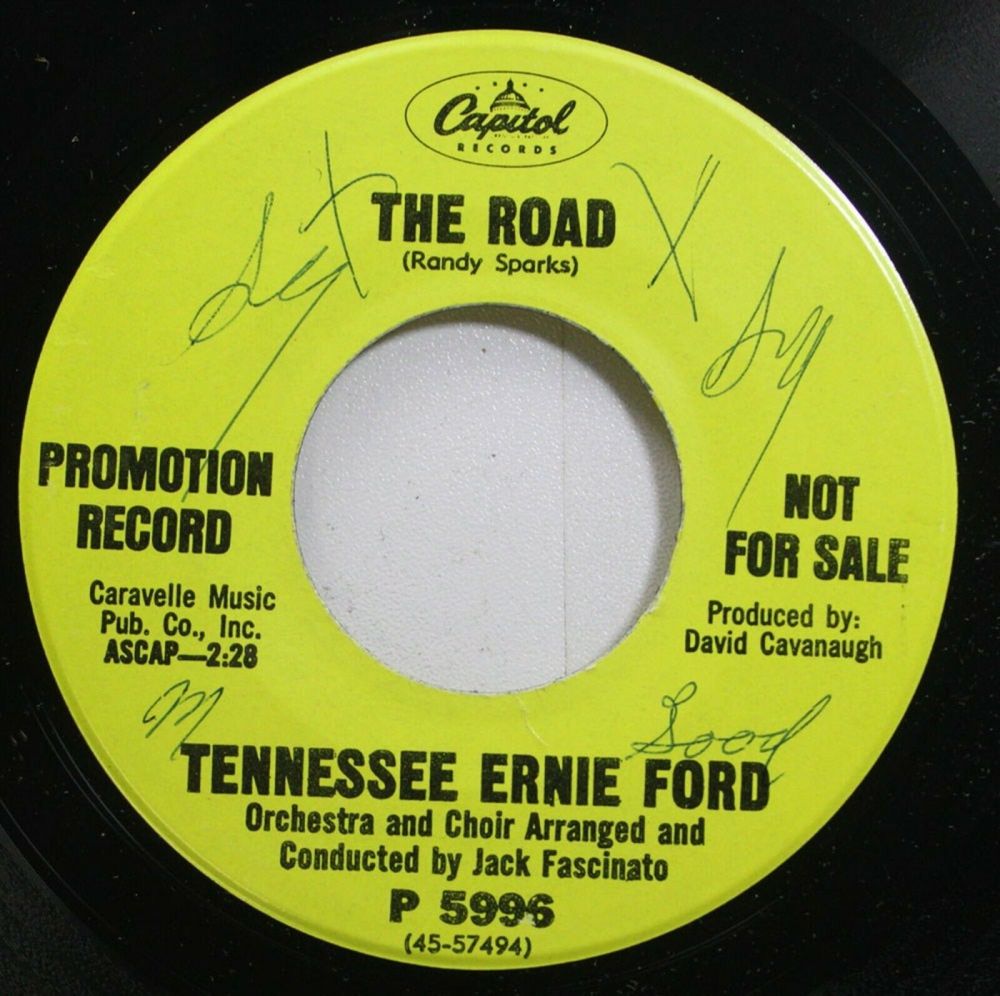 Capitol
RECORDS
THE ROAD
(Randy Sparks)
X
PROMOTION
RECORD
NOT
FOR SALE
Caravelle Music
Pub. Co., Inc.
ASCAP—2:28
Produced by:
David Cavanaugh
M
Good
TENNESSEE ERNIE FORD
Orchestra and Choir Arranged and
Conducted by Jack Fascinato
P 5996
(45-57494)